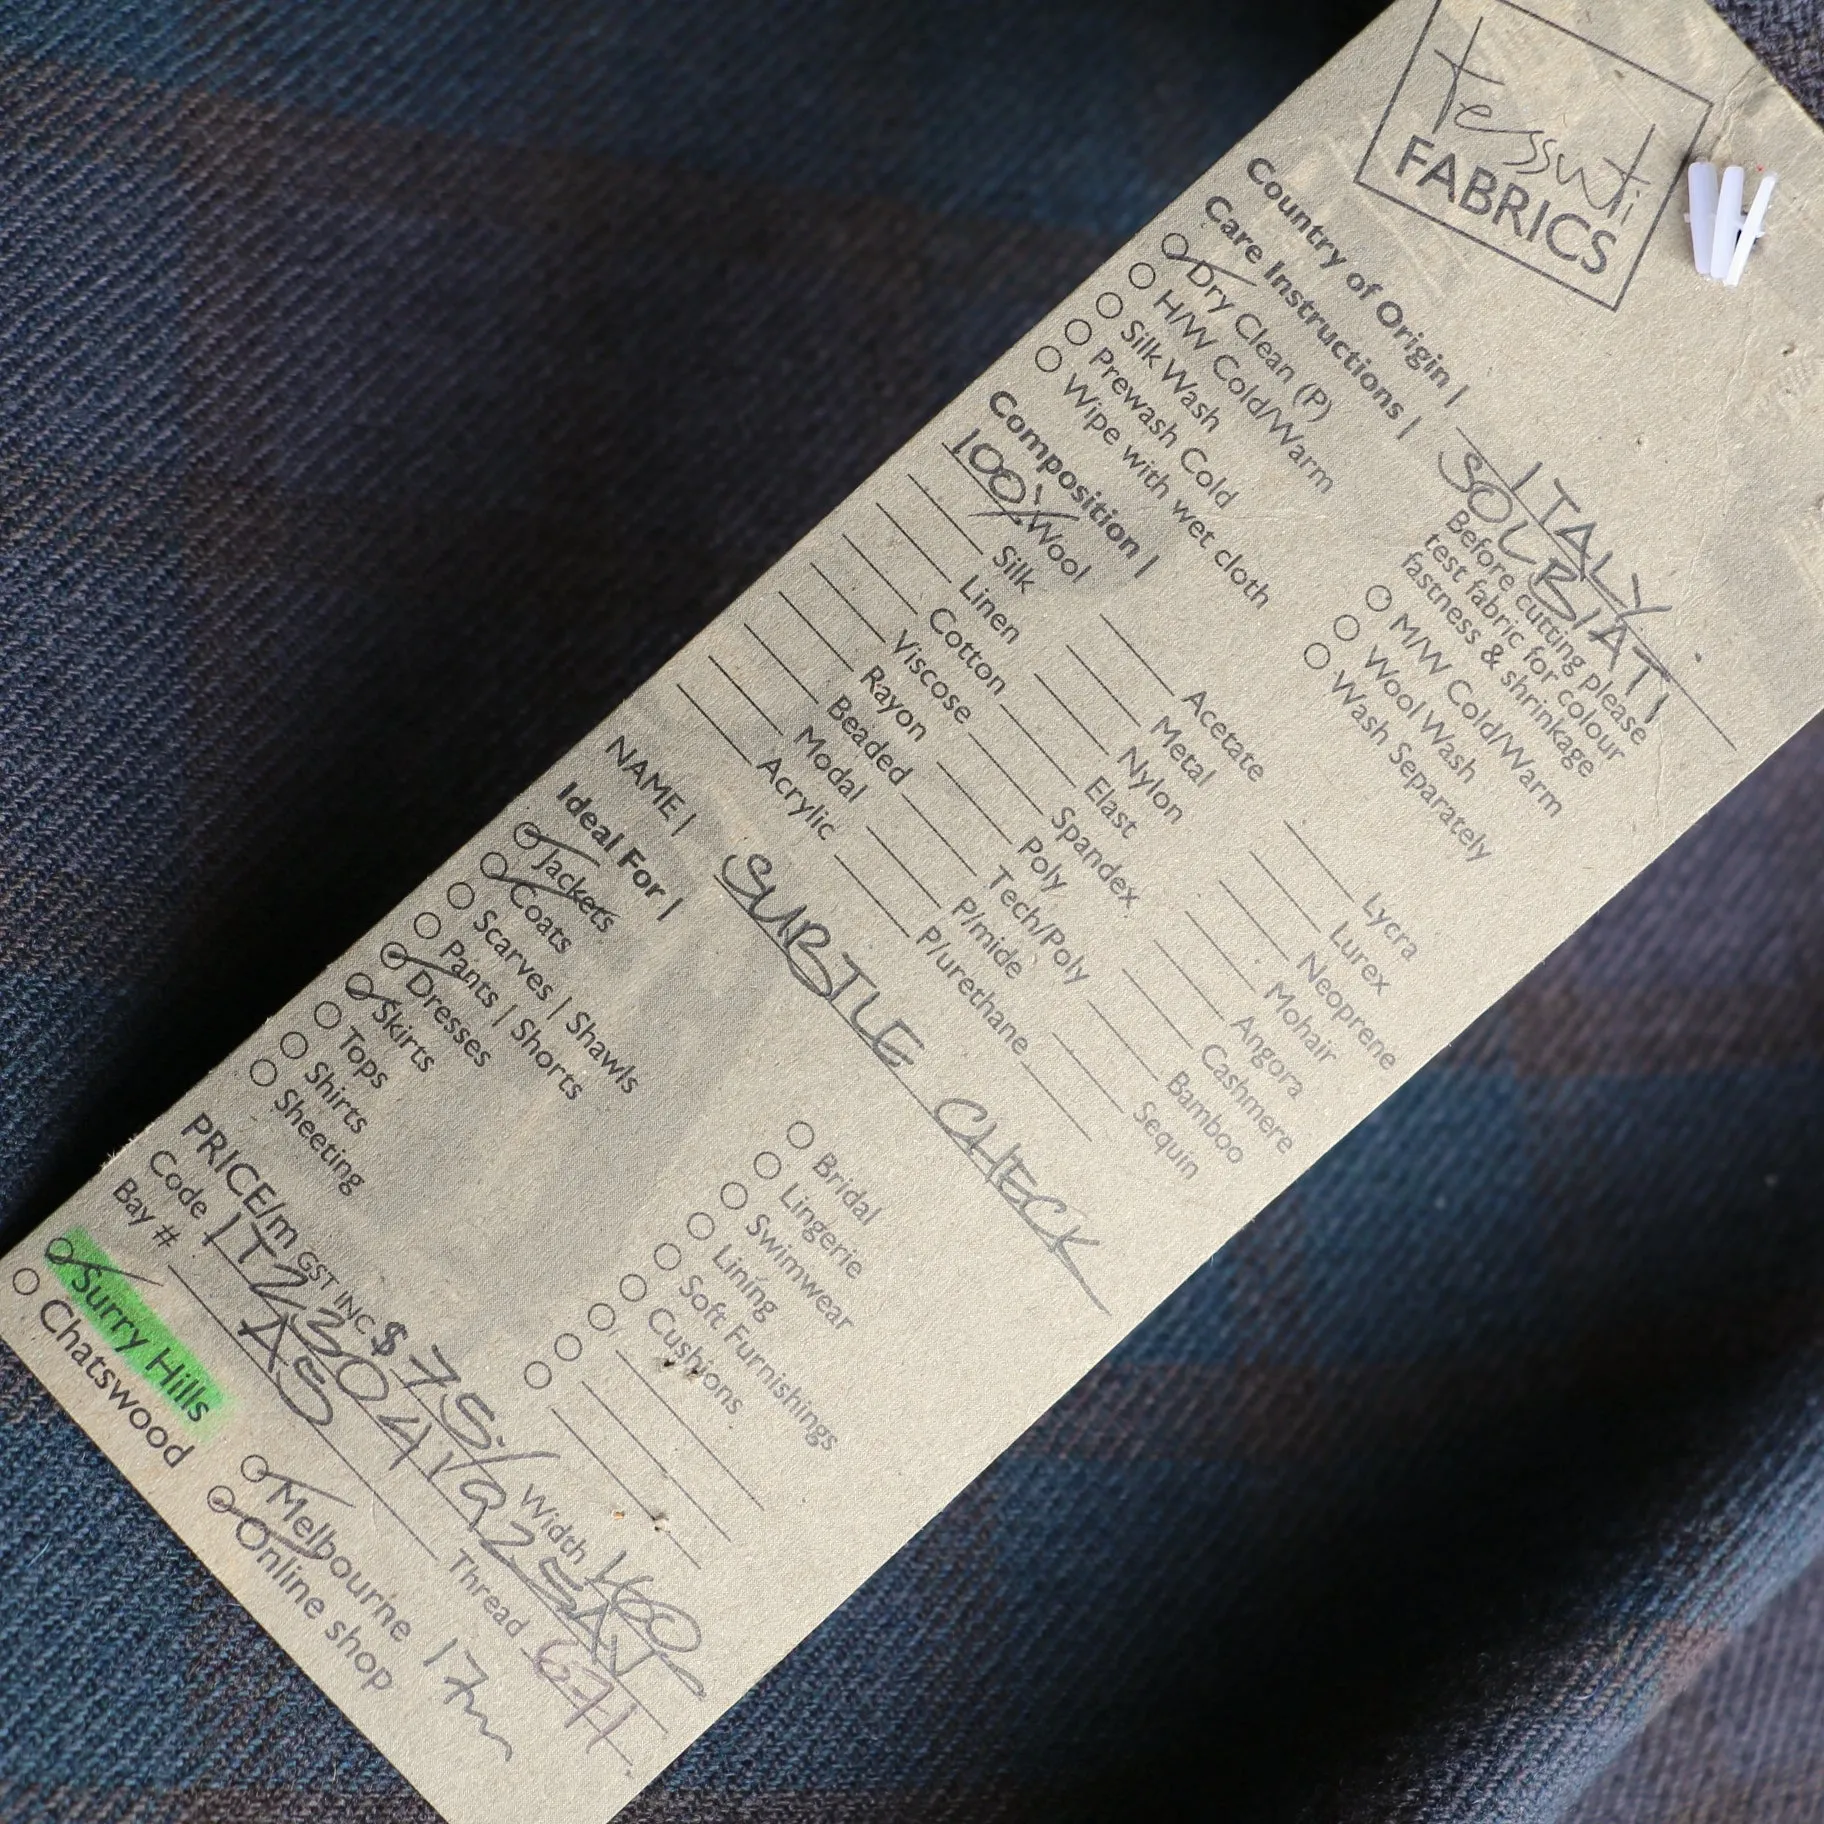 tessuti
FABRICS
Country of Origin | ITALY
SOLBIATI
Care Instructions |
Before cutting please
test fabric for colour
fastness & shrinkage
Dry Clean (P)
H/W Cold/Warm
Silk Wash
Prewash Cold
Wipe with wet cloth
M/W Cold/Warm
Wool Wash
Wash Separately
Composition |
100% Wool
Silk
Linen
Cotton
Viscose
Rayon
Beaded
Modal
Acrylic
Acetate
Metal
Nylon
Elast
Spandex
Poly
Tech/Poly
P/mide
P/urethane
Lycra
Lurex
Neoprene
Mohair
Angora
Cashmere
Bamboo
Sequin
NAME | SUBTLE CHECK
Ideal For |
Jackets
Coats
Scarves | Shawls
Pants | Shorts
Dresses
Skirts
Tops
Shirts
Sheeting
Bridal
Lingerie
Swimwear
Lining
Soft Furnishings
Cushions
PRICE/m GST INC $75./ Width 160
Code
Bay # A5 Thread 671
Surry Hills
Chatswood
Melbourne
Online shop
17m